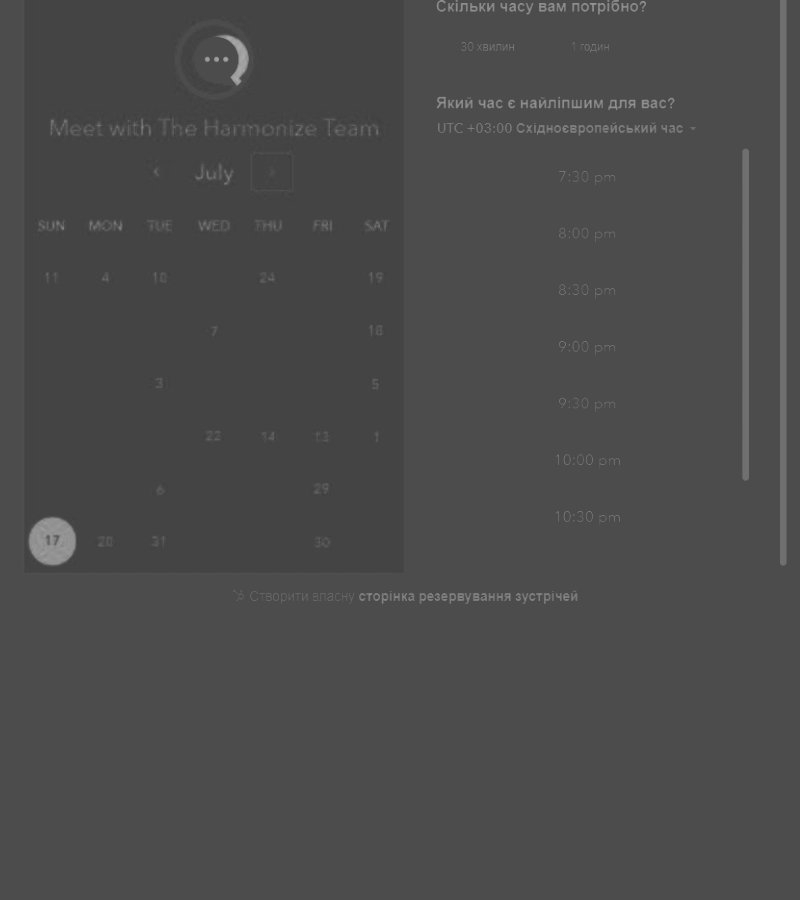 Meet with The Harmonize Team
July
SUN MON TUE WED THU FRI SAT
11 4 10 24 19
7 18
3 5
22 14 13 1
6 29
17 20 31 30
Скільки часу вам потрібно?
30 хвилин 1 годин
Який час є найліпшим для вас?
UTC +03:00 Східноєвропейський час
7:30 pm
8:00 pm
8:30 pm
9:00 pm
9:30 pm
10:00 pm
10:30 pm
Створити власну сторінка резервування зустрічей